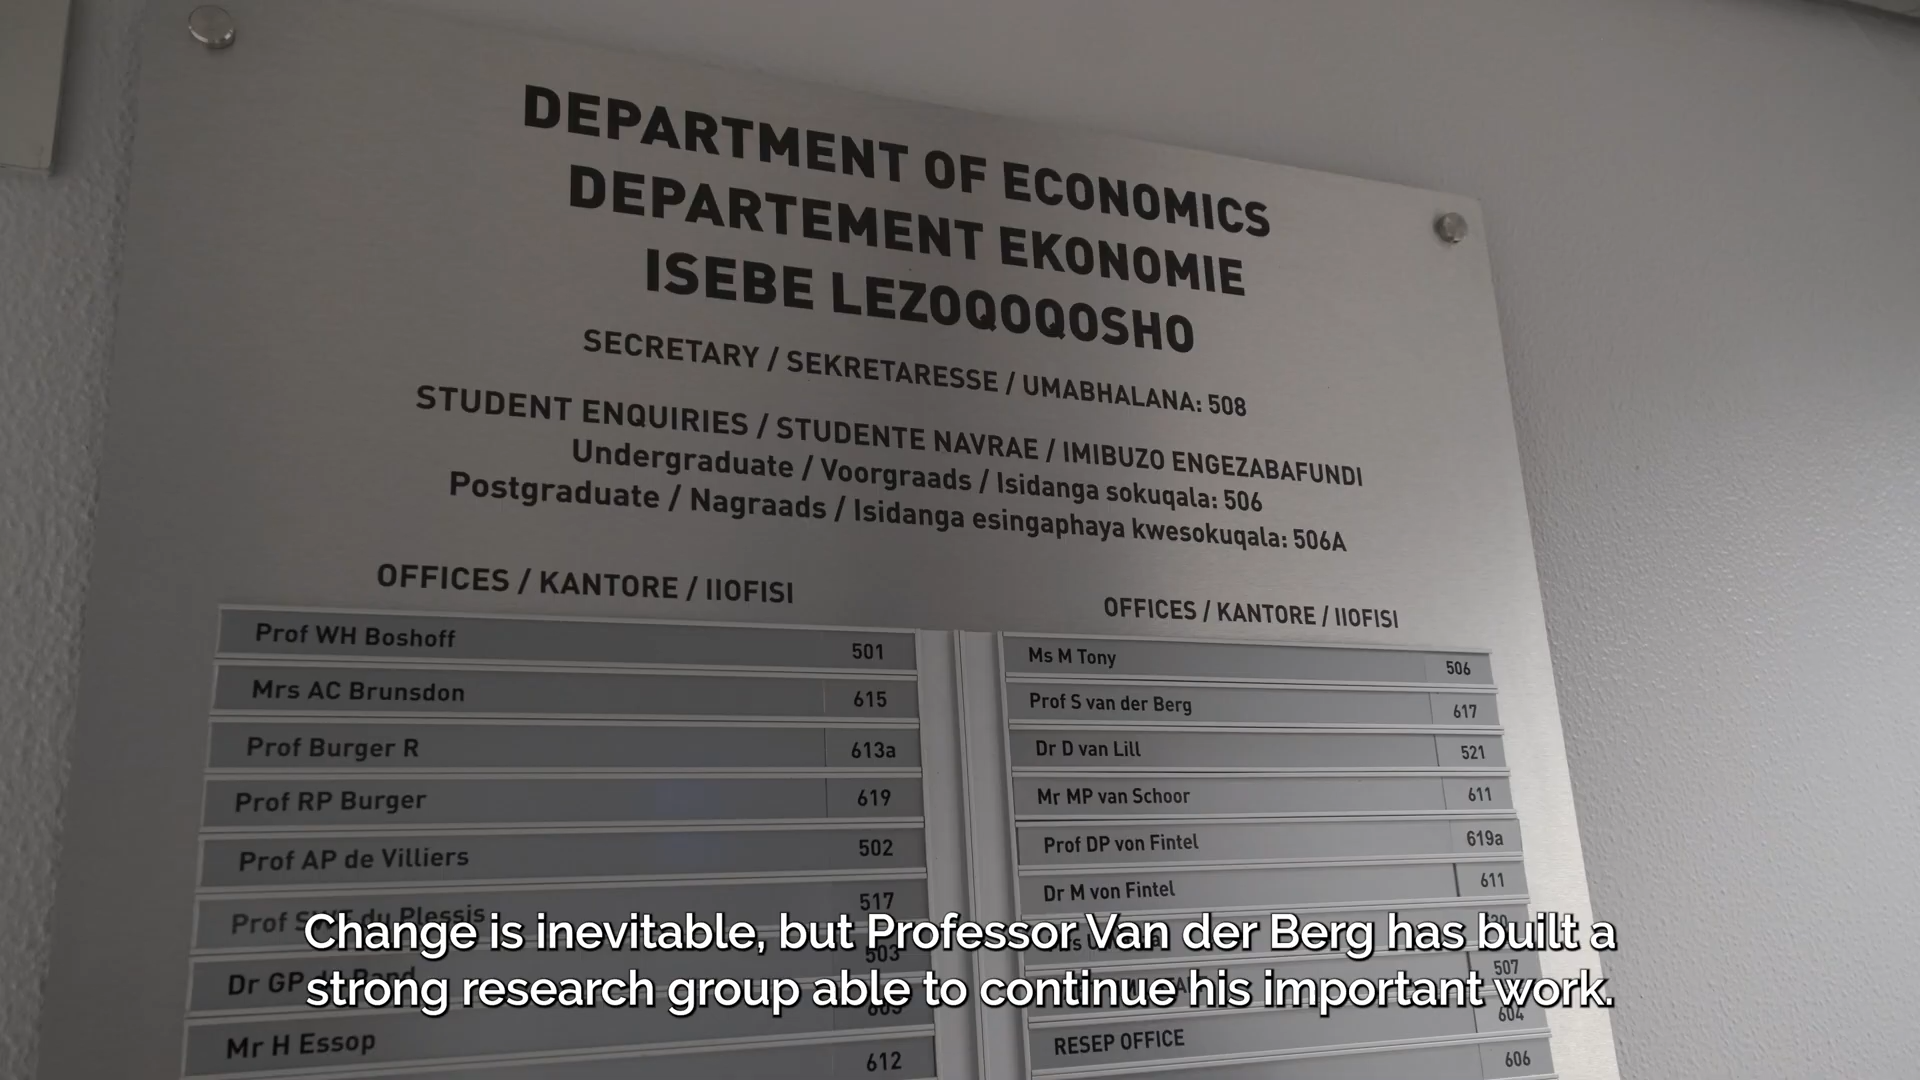 DEPARTMENT OF ECONOMICS
DEPARTEMENT EKONOMIE
ISEBE LEZOQOQOSHO
SECRETARY / SEKRETARESSE / UMABHALANA: 508
STUDENT ENQUIRIES / STUDENTE NAVRAE / IMIBUZO ENGEZABAFUNDI
Undergraduate / Voorgraads / Isidanga sokuqala: 506
Postgraduate / Nagraads / Isidanga esingaphaya kwesokuqala: 506A
OFFICES / KANTORE / IIOFISI
Prof WH Boshoff 501
Mrs AC Brunsdon 615
Prof Burger R 613a
Prof RP Burger 619
Prof AP de Villiers 502
Prof du Plessis 517
Dr GP 503
Mr H Essop 612
OFFICES / KANTORE / IIOFISI
Ms M Tony 506
Prof S van der Berg 617
Dr D van Lill 521
Mr MP van Schoor 611
Prof DP von Fintel 619a
Dr M von Fintel 611
507
604
RESEP OFFICE 606
Change is inevitable, but Professor Van der Berg has built a
strong research group able to continue his important work.